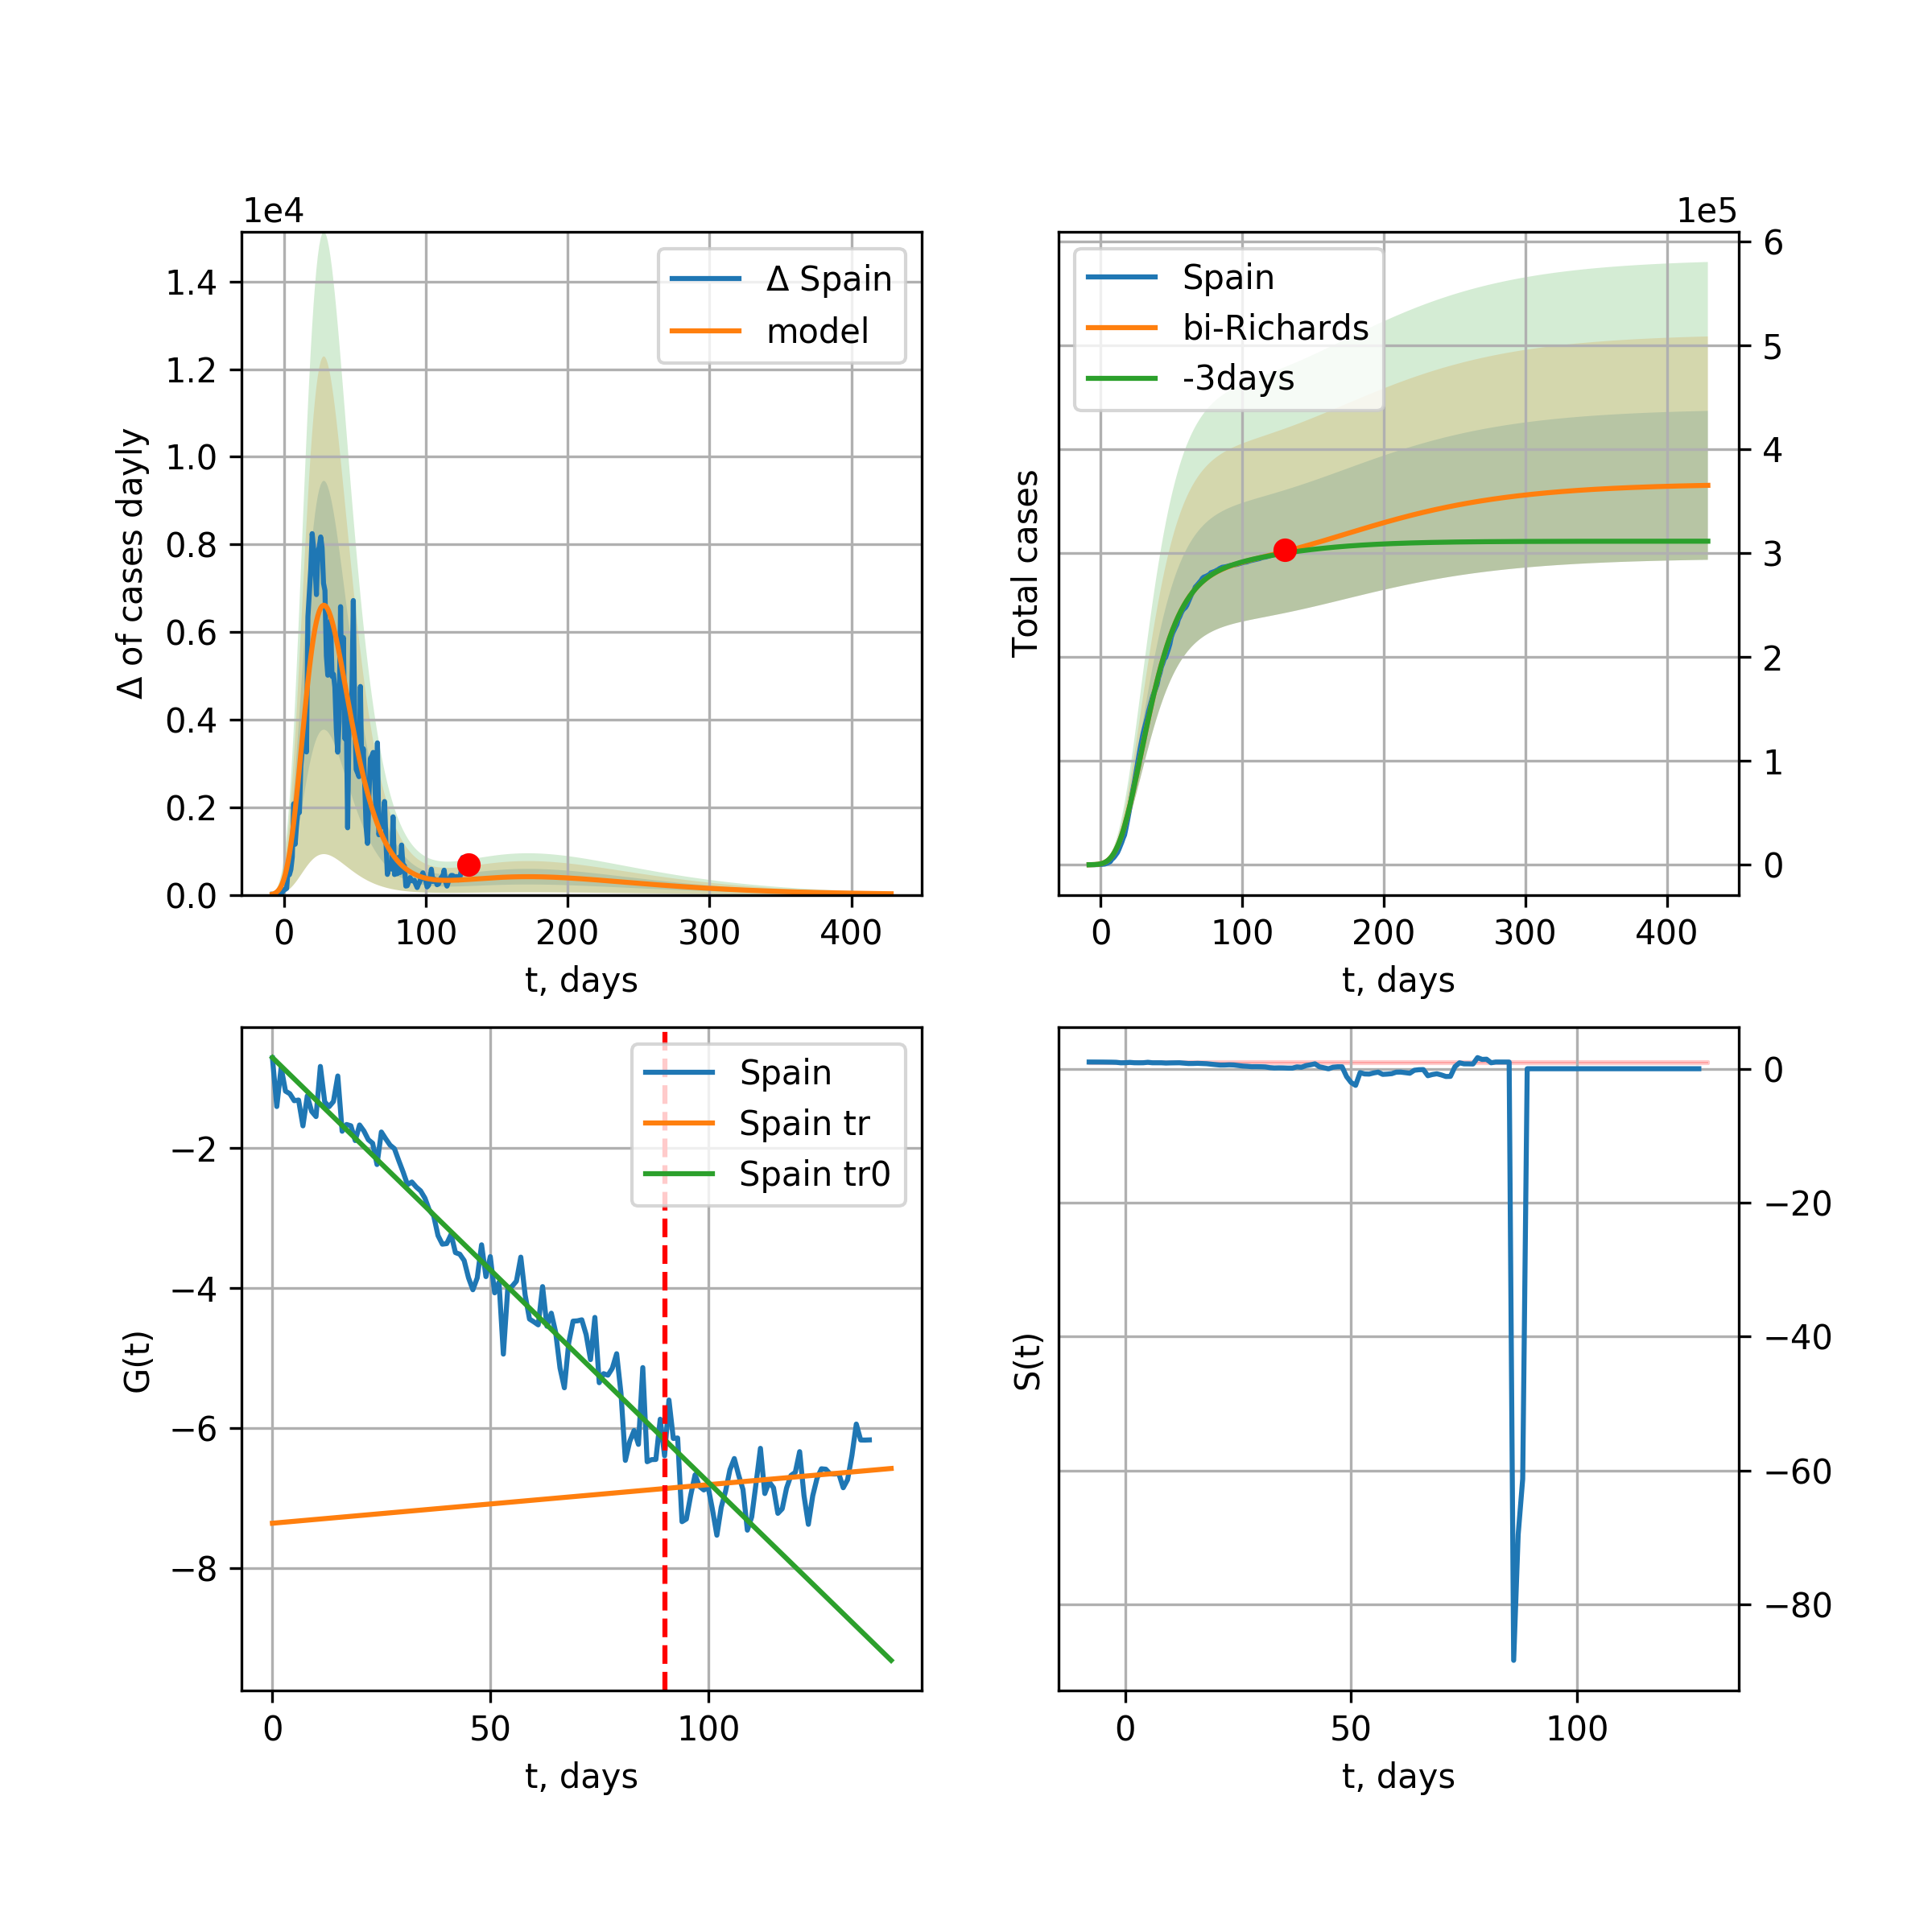 1e4
Δ of cases dayly
1.4
1.2
1.0
0.8
0.6
0.4
0.2
0.0
0 100 200 300 400
t, days
Δ Spain
model
1e5
Total cases
6
5
4
3
2
1
0
0 100 200 300 400
t, days
Spain
bi-Richards
-3days
G(t)
−2
−4
−6
−8
0 50 100
t, days
Spain
Spain tr
Spain tr0
S(t)
0
−20
−40
−60
−80
0 50 100
t, days